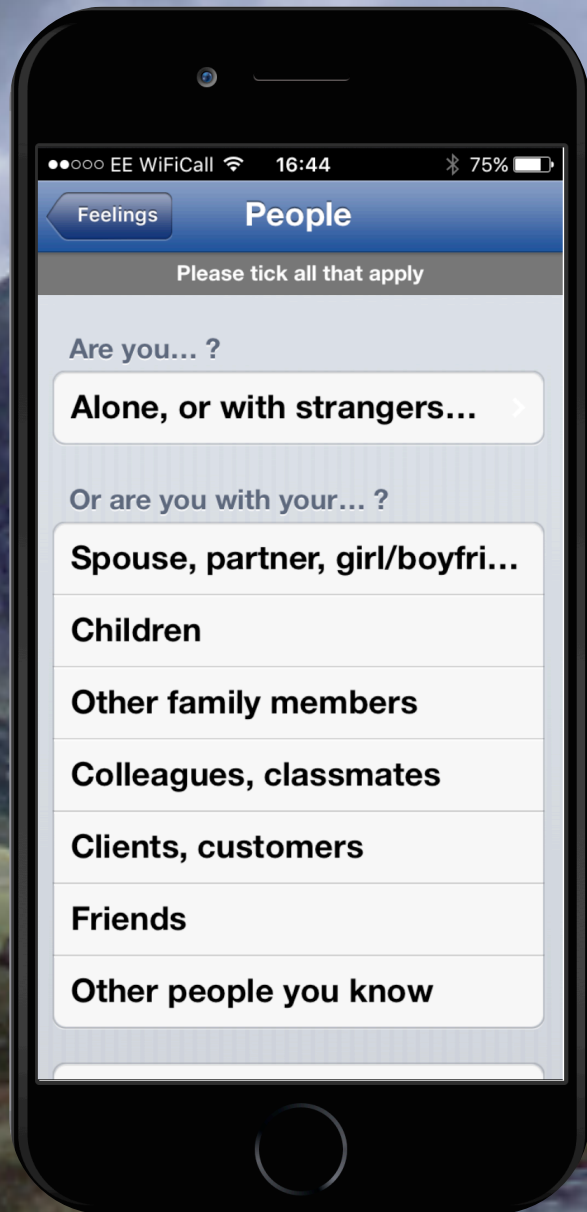 EE WiFiCall 16:44 75%
Feelings People
Please tick all that apply
Are you... ?
Alone, or with strangers...
Or are you with your... ?
Spouse, partner, girl/boyfri...
Children
Other family members
Colleagues, classmates
Clients, customers
Friends
Other people you know